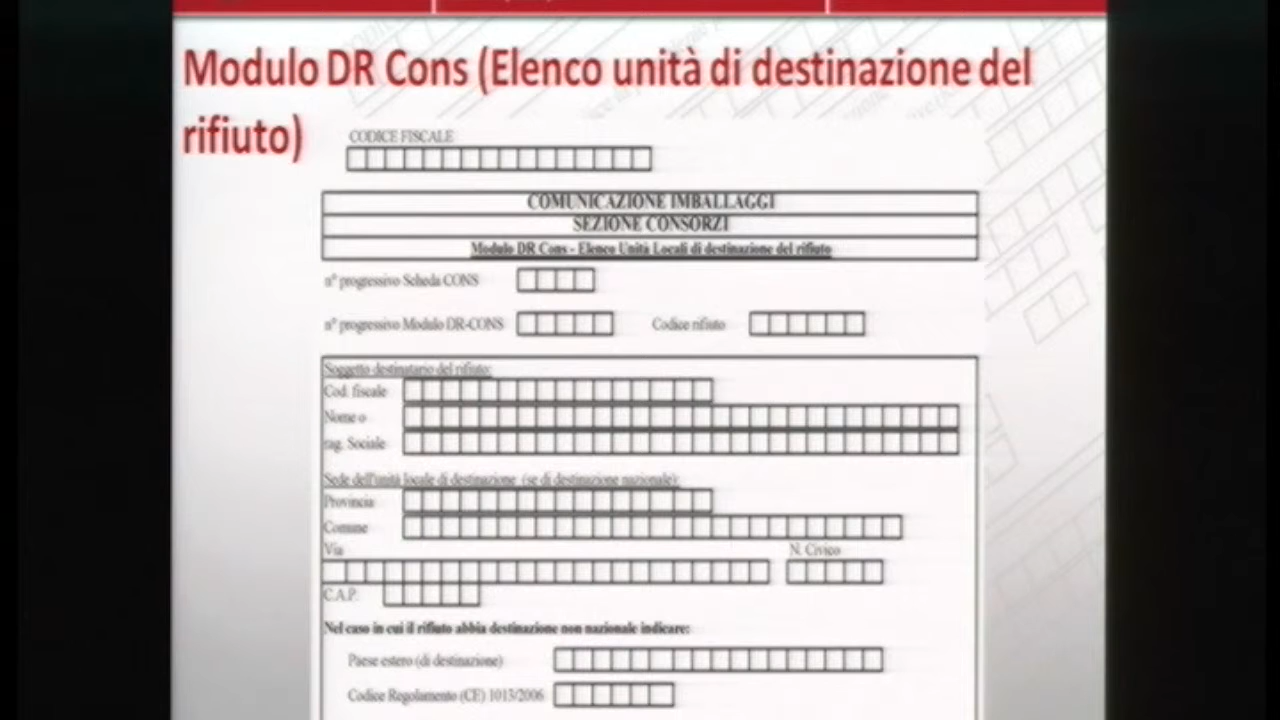 Modulo DR Cons (Elenco unità di destinazione del
rifiuto)
CODICE FISCALE
COMUNICAZIONE IMBALLAGGI
SEZIONE CONSORZI
Modulo DR Cons - Elenco Unità Locali di destinazione del rifiuto
n° progressivo Scheda CONS
n° progressivo Modulo DR-CONS Codice rifiuto
Soggetto destinatario del rifiuto:
Cod. fiscale
Nome o
rag. Sociale
Sede dell'unità locale di destinazione (se di destinazione nazionale):
Provincia
Comune
Via N. Civico
C.A.P.
Nel caso in cui il rifiuto abbia destinazione non nazionale indicare:
Paese estero (di destinazione)
Codice Regolamento (CE) 1013/2006